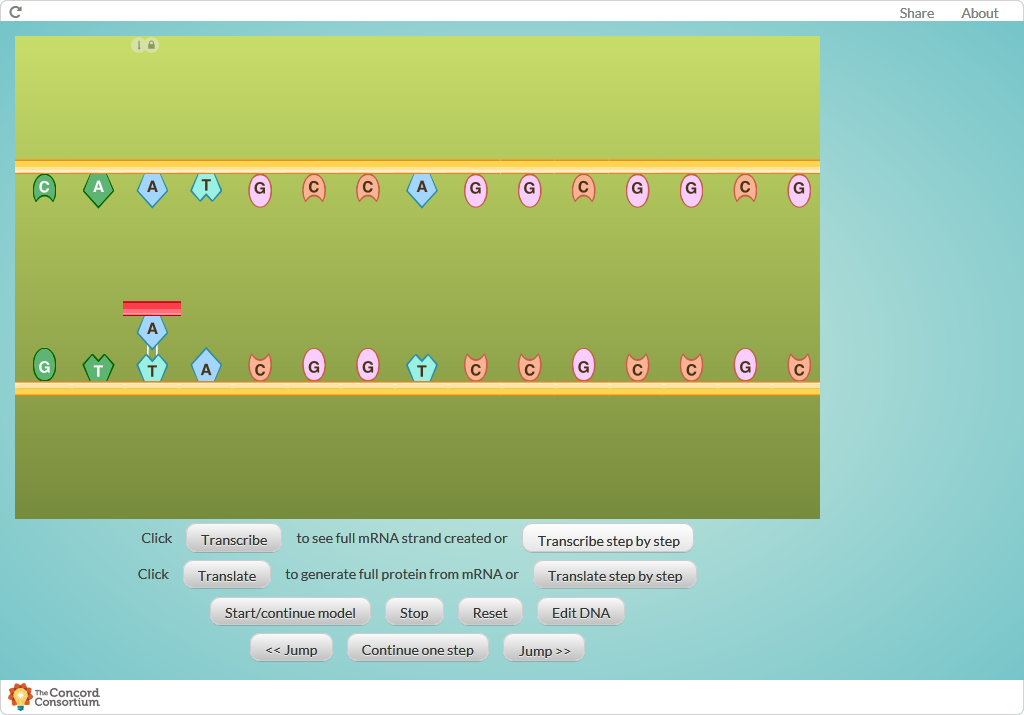 Share About
C A A T G C C A G G C G G C G
A
G T T A C G G T C C G C C G C
Click Transcribe to see full mRNA strand created or Transcribe step by step
Click Translate to generate full protein from mRNA or Translate step by step
Start/continue model Stop Reset Edit DNA
<< Jump Continue one step Jump >>
The Concord
Consortium